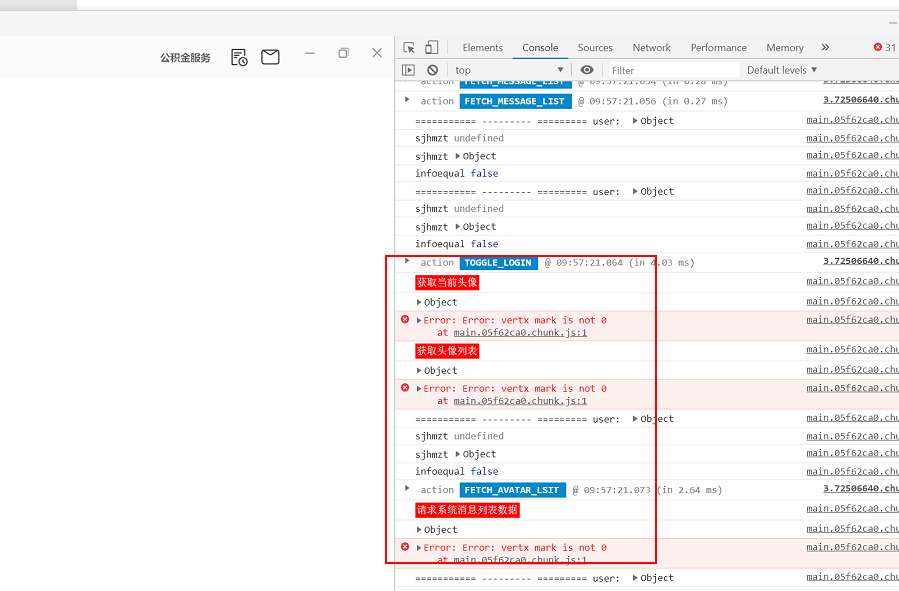 公积金服务
Elements Console Sources Network Performance Memory » 31
top ▼ Filter Default levels ▼
action FETCH_MESSAGE_LIST @ 09:57:21.054 (in 0.28 ms)
action FETCH_MESSAGE_LIST @ 09:57:21.056 (in 0.27 ms) 3.72506640.chu
=========== --------- ========= user: ▶Object main.05f62ca0.chu
sjhmzt undefined main.05f62ca0.chu
sjhmzt ▶Object main.05f62ca0.chu
infoequal false main.05f62ca0.chu
=========== --------- ========= user: ▶Object main.05f62ca0.chu
sjhmzt undefined main.05f62ca0.chu
sjhmzt ▶Object main.05f62ca0.chu
infoequal false main.05f62ca0.chu
action TOGGLE_LOGIN @ 09:57:21.064 (in 4.03 ms) 3.72506640.chu
获取当前头像 main.05f62ca0.chu
▶Object main.05f62ca0.chu
▶Error: Error: vertx mark is not 0 main.05f62ca0.chu
at main.05f62ca0.chunk.js:1
获取头像列表 main.05f62ca0.chu
▶Object main.05f62ca0.chu
▶Error: Error: vertx mark is not 0 main.05f62ca0.chu
at main.05f62ca0.chunk.js:1
=========== --------- ========= user: ▶Object main.05f62ca0.chu
sjhmzt undefined main.05f62ca0.chu
sjhmzt ▶Object main.05f62ca0.chu
infoequal false main.05f62ca0.chu
action FETCH_AVATAR_LSIT @ 09:57:21.073 (in 2.64 ms) 3.72506640.chu
请求系统消息列表数据 main.05f62ca0.chu
▶Object main.05f62ca0.chu
▶Error: Error: vertx mark is not 0 main.05f62ca0.chu
at main.05f62ca0.chunk.js:1
=========== --------- ========= user: ▶Object main.05f62ca0.chu